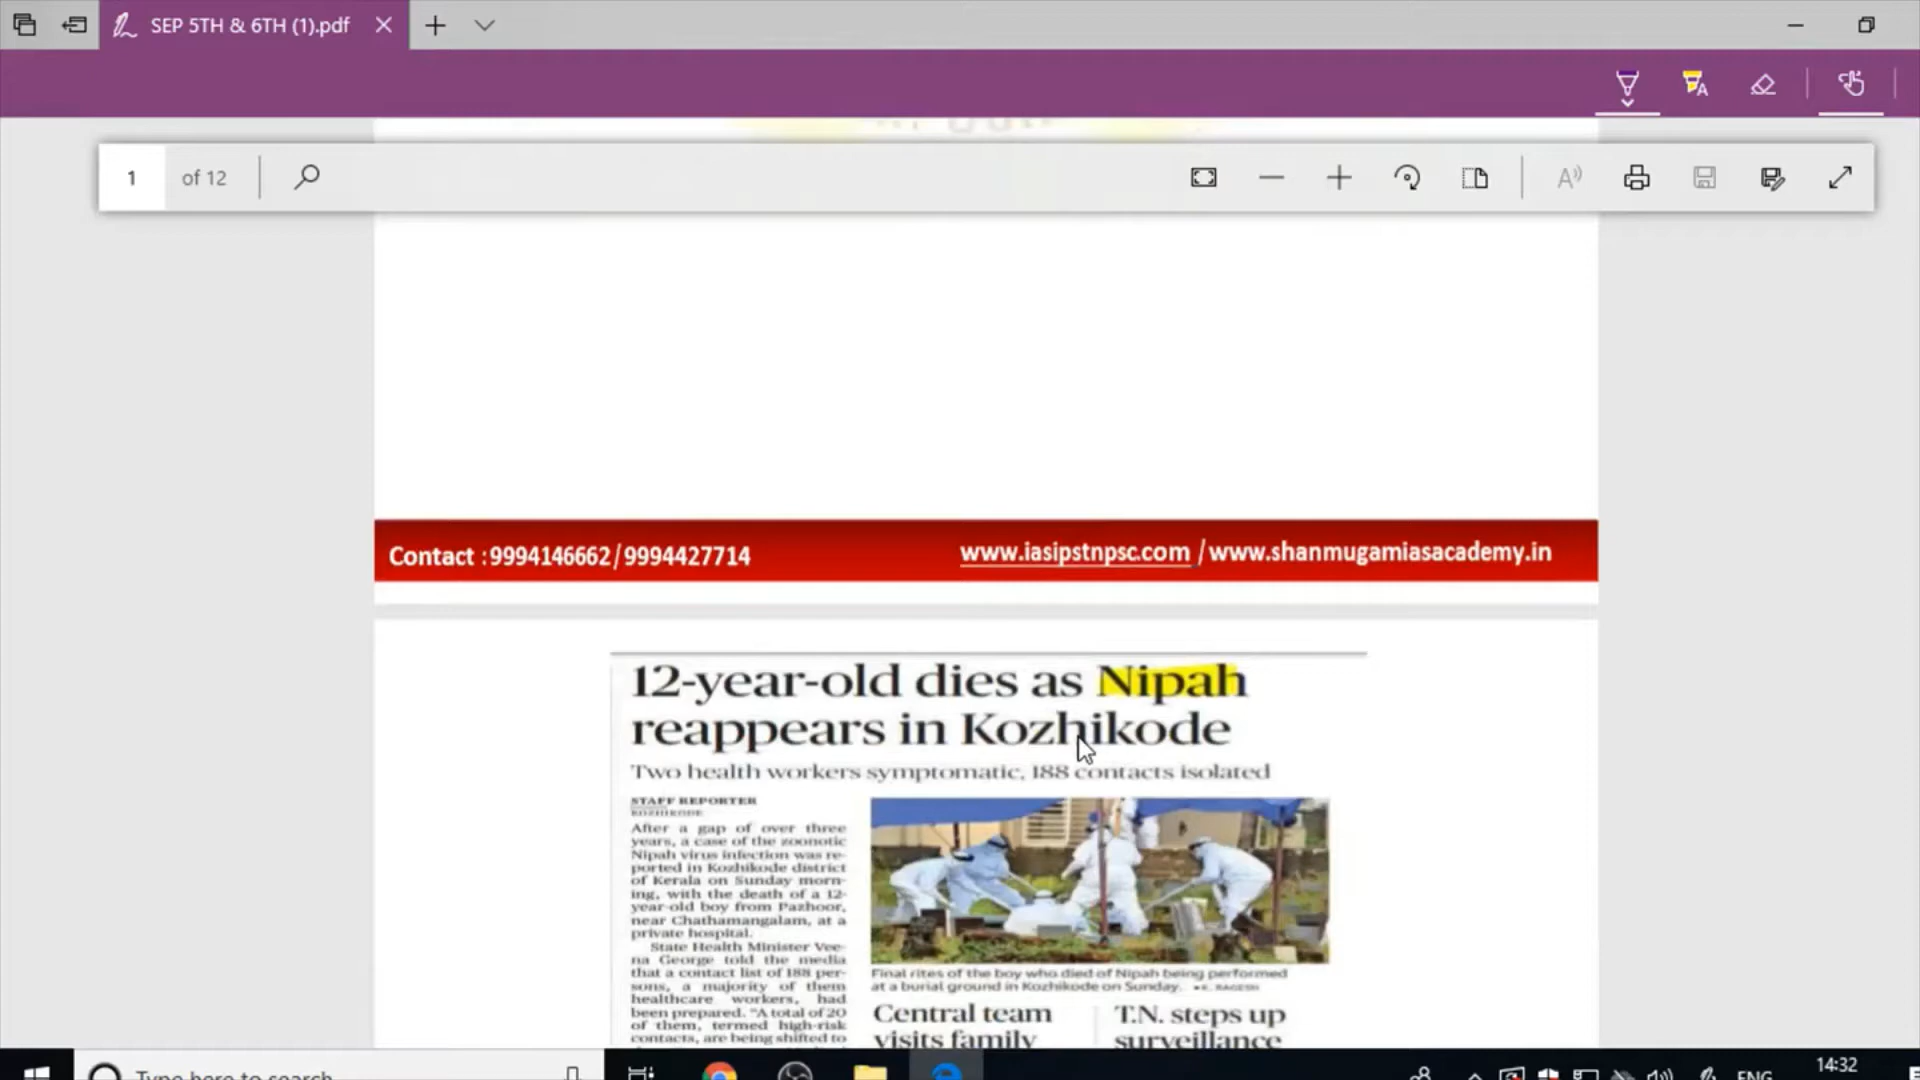 SEP 5TH & 6TH (1).pdf
1 of 12
Contact : 9994146662/9994427714
www.iasipstnpsc.com /www.shanmugamiasacademy.in
12-year-old dies as Nipah
reappears in Kozhikode
Two health workers symptomatic, 188 contacts isolated
STAFF REPORTER
KOZHIKODE
After a gap of over three
years, a case of the zoonotic
Nipah virus infection was re-
ported in Kozhikode district
of Kerala on Sunday morn-
ing, with the death of a 12-
year-old boy from Pazhoor,
near Chathamangalam, at a
private hospital.
State Health Minister Vee-
na George told the media
that a contact list of 188 per-
sons, a majority of them
healthcare workers, had
been prepared. "A total of 20
of them, termed high-risk
contacts, are being shifted to
Final rites of the boy who died of Nipah being performed
at a burial ground in Kozhikode on Sunday. •K. RAGESH
Central team
visits family
T.N. steps up
surveillance
Type here to search
ENG
14:32